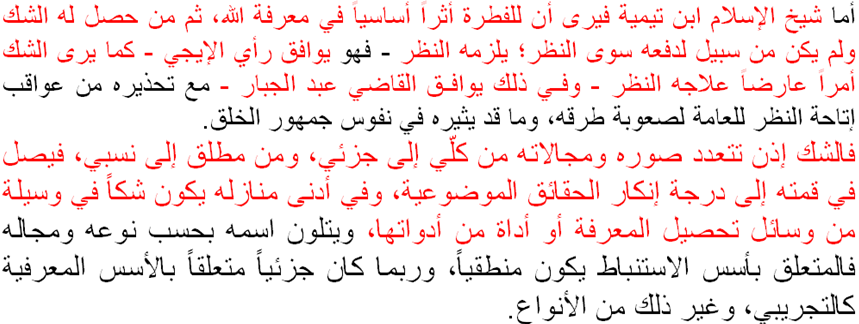 أما شيخ الإسلام ابن تيمية فيرى أن للفطرة أثراً أساسياً في معرفة الله، ثم من حصل له الشك
ولم يكن من سبيل لدفعه سوى النظر؛ يلزمه النظر - فهو يوافق رأي الإيجي - كما يرى الشك
أمراً عارضاً علاجه النظر - وفي ذلك يوافق القاضي عبد الجبار - مع تحذيره من عواقب
إتاحة النظر للعامة لصعوبة طرقه، وما قد يثيره في نفوس جمهور الخلق.
فالشك إذن تتعدد صوره ومجالاته من كلّي إلى جزئي، ومن مطلق إلى نسبي، فيصل
في قمته إلى درجة إنكار الحقائق الموضوعية، وفي أدنى منازله يكون شكاً في وسيلة
من وسائل تحصيل المعرفة أو أداة من أدواتها، ويتلون اسمه بحسب نوعه ومجاله
فالمتعلق بأسس الاستنباط يكون منطقياً، وربما كان جزئياً متعلقاً بالأسس المعرفية
كالتجريبي، وغير ذلك من الأنواع.